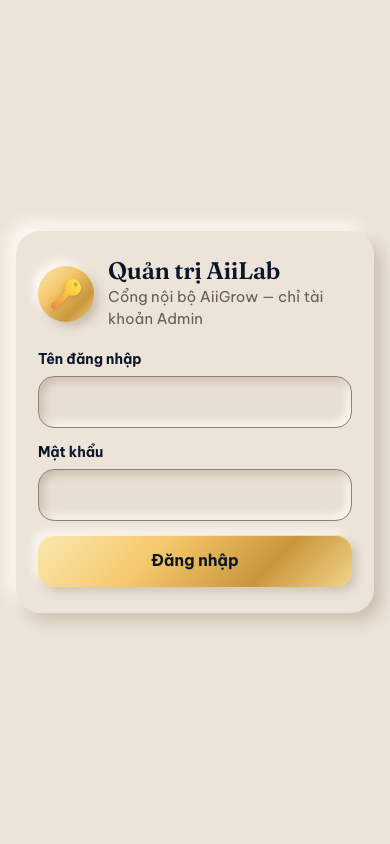 Quản trị AiiLab
Cổng nội bộ AiiGrow — chỉ tài
khoản Admin
Tên đăng nhập
Mật khẩu
Đăng nhập